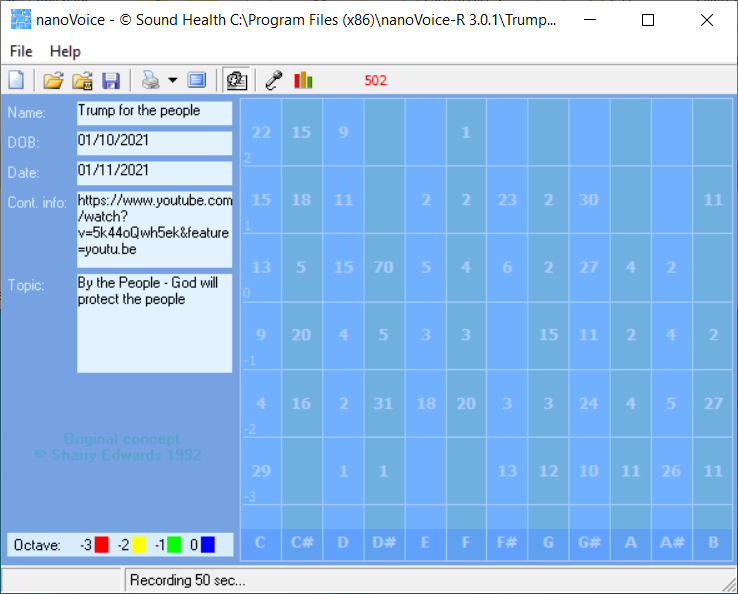 nanoVoice - © Sound Health C:\Program Files (x86)\nanoVoice-R 3.0.1\Trump...
File Help
502
Name: Trump for the people
DOB: 01/10/2021
Date: 01/11/2021
Cont. info: https://www.youtube.com
/watch?
v=5k44oQwh5ek&feature
=youtu.be
Topic: By the People - God will
protect the people
Original concept
© Sharry Edwards 1992
Octave: -3 -2 -1 0
22 15 9 1
2
15 18 11 2 2 23 2 30 11
1
13 5 15 70 5 4 6 2 27 4 2
0
9 20 4 5 3 3 15 11 2 4 2
-1
4 16 2 31 18 20 3 3 24 4 5 27
-2
29 1 1 13 12 10 11 26 11
-3
C C# D D# E F F# G G# A A# B
Recording 50 sec...